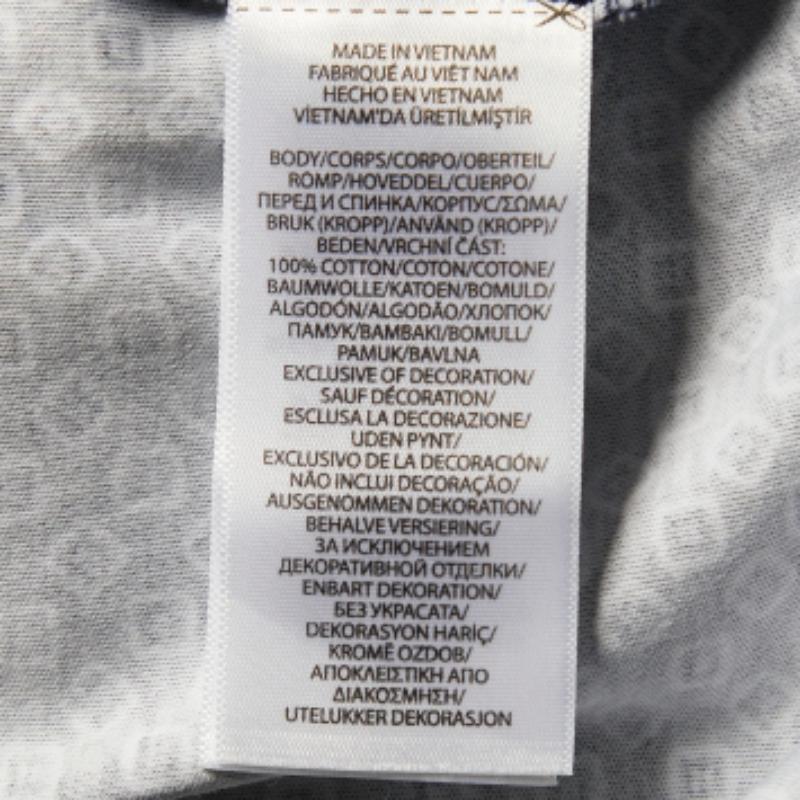 MADE IN VIETNAM
FABRIQUÉ AU VIÊT NAM
HECHO EN VIETNAM
VİETNAM'DA ÜRETİLMİŞTİR
BODY/CORPS/CORPO/OBERTEIL/
ROMP/HOVEDDEL/CUERPO/
ПЕРЕД И СПИНКА/КОРПУС/ΣΩΜΑ/
BRUK (KROPP)/ANVÄND (KROPP)/
BEDEN/VRCHNÍ ČÁST:
100% COTTON/COTON/COTONE/
BAUMWOLLE/KATOEN/BOMULD/
ALGODÓN/ALGODÃO/ХЛОПОК/
ПАМУК/ΒΑΜΒΑΚΙ/BOMULL/
PAMUK/BAVLNA
EXCLUSIVE OF DECORATION/
SAUF DÉCORATION/
ESCLUSA LA DECORAZIONE/
UDEN PYNT/
EXCLUSIVO DE LA DECORACIÓN/
NÃO INCLUI DECORAÇÃO/
AUSGENOMMEN DEKORATION/
BEHALVE VERSIERING/
ЗА ИСКЛЮЧЕНИЕМ
ДЕКОРАТИВНОЙ ОТДЕЛКИ/
ENBART DEKORATION/
БЕЗ УКРАСАТА/
DEKORASYON HARİÇ/
KROMĚ OZDOB/
ΑΠΟΚΛΕΙΣΤΙΚΗ ΑΠΟ
ΔΙΑΚΟΣΜΗΣΗ/
UTELUKKER DEKORASJON